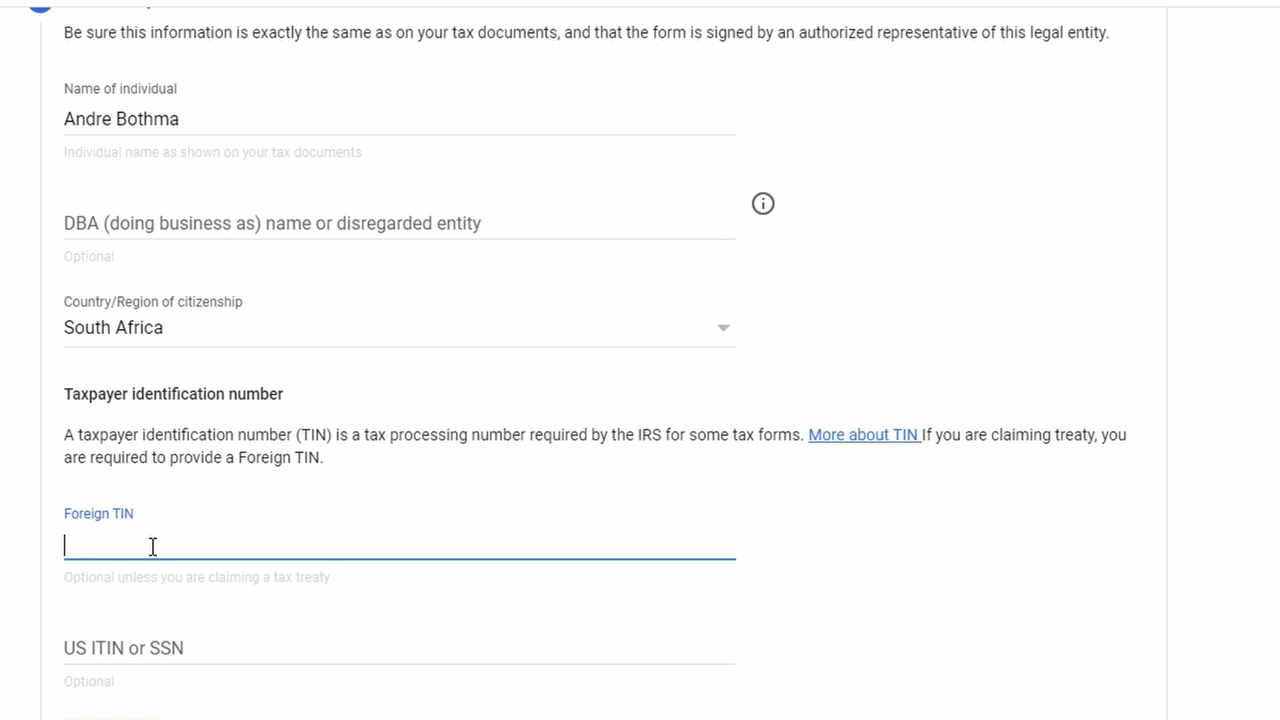 Be sure this information is exactly the same as on your tax documents, and that the form is signed by an authorized representative of this legal entity.
Name of individual
Andre Bothma
Individual name as shown on your tax documents
DBA (doing business as) name or disregarded entity
Optional
Country/Region of citizenship
South Africa
Taxpayer identification number
A taxpayer identification number (TIN) is a tax processing number required by the IRS for some tax forms. More about TIN If you are claiming treaty, you
are required to provide a Foreign TIN.
Foreign TIN
Optional unless you are claiming a tax treaty
US ITIN or SSN
Optional